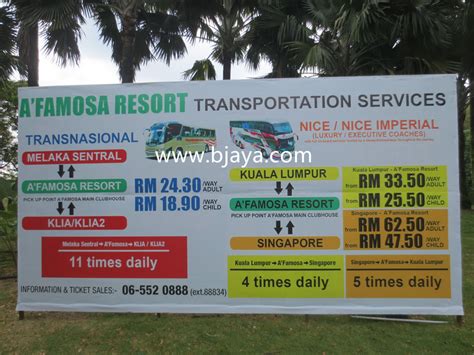 A'FAMOSA RESORT TRANSPORTATION SERVICES
TRANSNASIONAL
MELAKA SENTRAL
A'FAMOSA RESORT
PICK UP POINT A'FAMOSA MAIN CLUBHOUSE
KLIA/KLIA2
RM 24.30 /WAY ADULT
RM 18.90 /WAY CHILD
Melaka Sentral A'Famosa KLIA / KLIA2
11 times daily
INFORMATION & TICKET SALES:- 06-552 0888 (ext.88834)
www.bjaya.com
NICE / NICE IMPERIAL
(LUXURY / EXECUTIVE COACHES)
KUALA LUMPUR
A'FAMOSA RESORT
PICK UP POINT A'FAMOSA MAIN CLUBHOUSE
SINGAPORE
Kuala Lumpur - A'Famosa Resort
from RM 33.50 /WAY ADULT
from RM 25.50 /WAY CHILD
Singapore - A'Famosa Resort
from RM 62.50 /WAY ADULT
from RM 47.50 /WAY CHILD
Kuala Lumpur A'Famosa Singapore
4 times daily
Singapore A'Famosa Kuala Lumpur
5 times daily